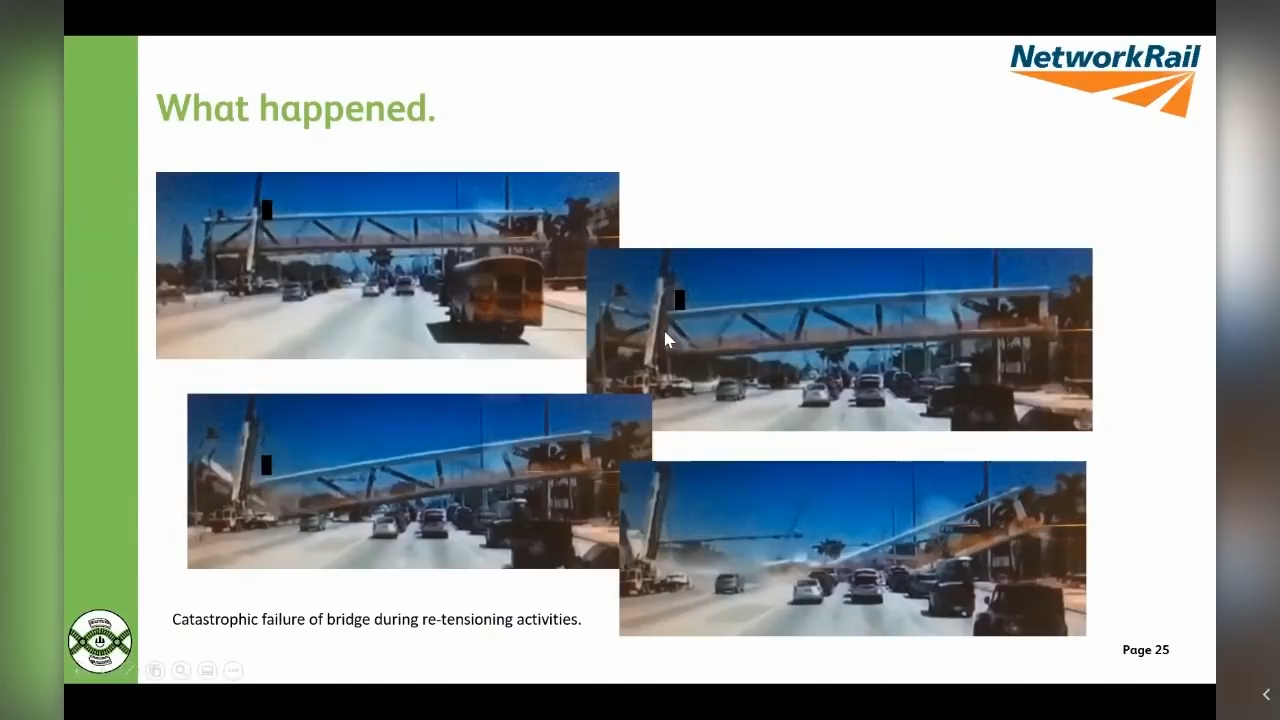 NetworkRail
What happened.
Catastrophic failure of bridge during re-tensioning activities.
Page 25